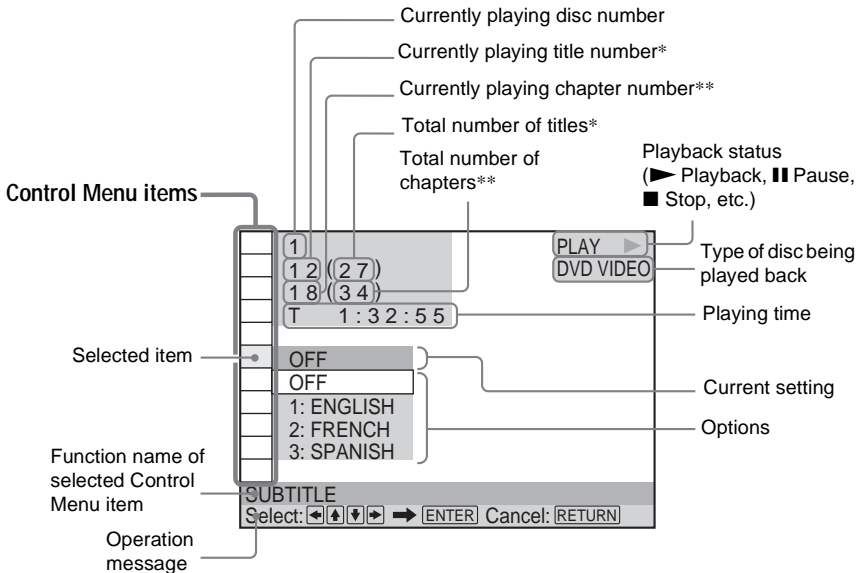 Currently playing disc number
Currently playing title number*
Currently playing chapter number**
Total number of titles*
Total number of
chapters**
Playback status
(▶ Playback, ❚❚ Pause,
■ Stop, etc.)
Control Menu items
1
12(27)
18(34)
T 1:32:55
PLAY ▶
DVD VIDEO
Type of disc being
played back
Playing time
Selected item
OFF
OFF
1: ENGLISH
2: FRENCH
3: SPANISH
Current setting
Options
Function name of
selected Control
Menu item
SUBTITLE
Select: ←↑↓→ ➡ ENTER Cancel: RETURN
Operation
message